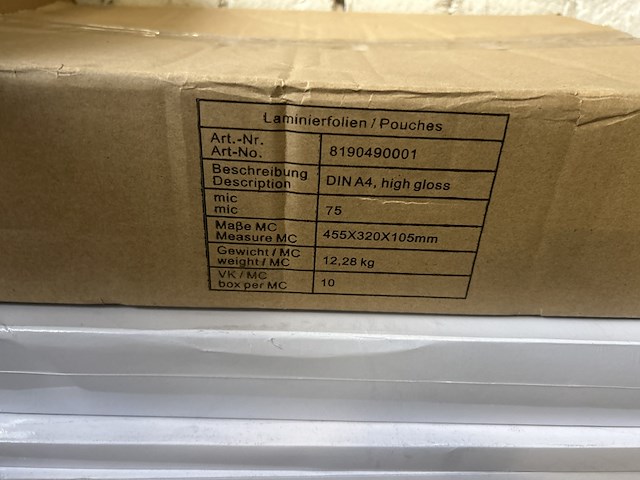 Laminierfolien / Pouches
Art.-Nr.
Art-No.
8190490001
Beschreibung
Description
DIN A4, high gloss
mic
mic
75
Maβe MC
Measure MC
455X320X105mm
Gewicht / MC
weight / MC
12,28 kg
VK / MC
box per MC
10